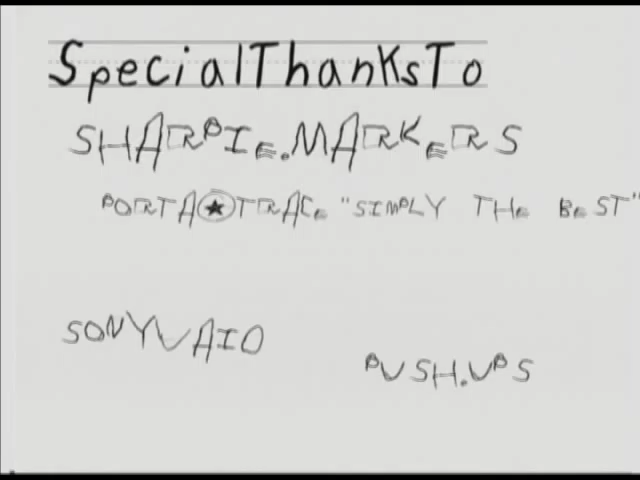 SpecialThanksTo
SHARPIE.MARKERS
PORTA★TRACE "SIMPLY THE BEST"
SONYVAIO
PUSH.UPS